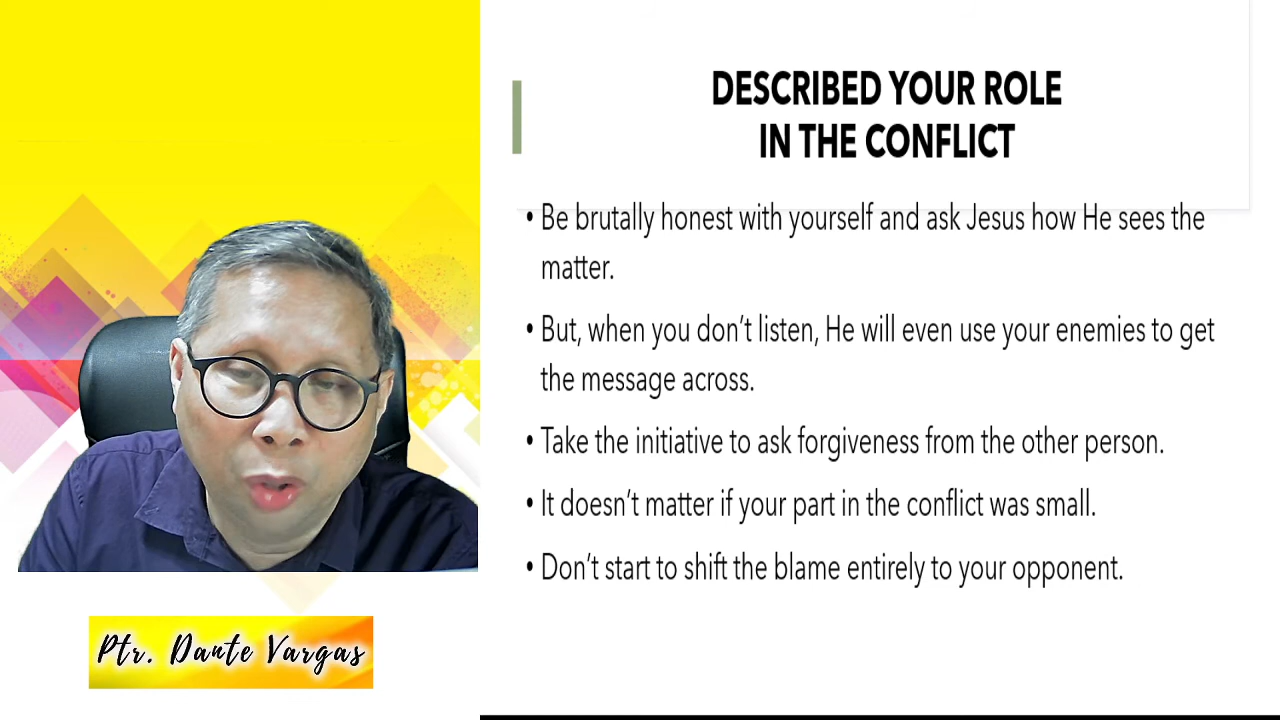 DESCRIBED YOUR ROLE
IN THE CONFLICT
• Be brutally honest with yourself and ask Jesus how He sees the
matter.
• But, when you don’t listen, He will even use your enemies to get
the message across.
• Take the initiative to ask forgiveness from the other person.
• It doesn’t matter if your part in the conflict was small.
• Don’t start to shift the blame entirely to your opponent.
Ptr. Dante Vargas